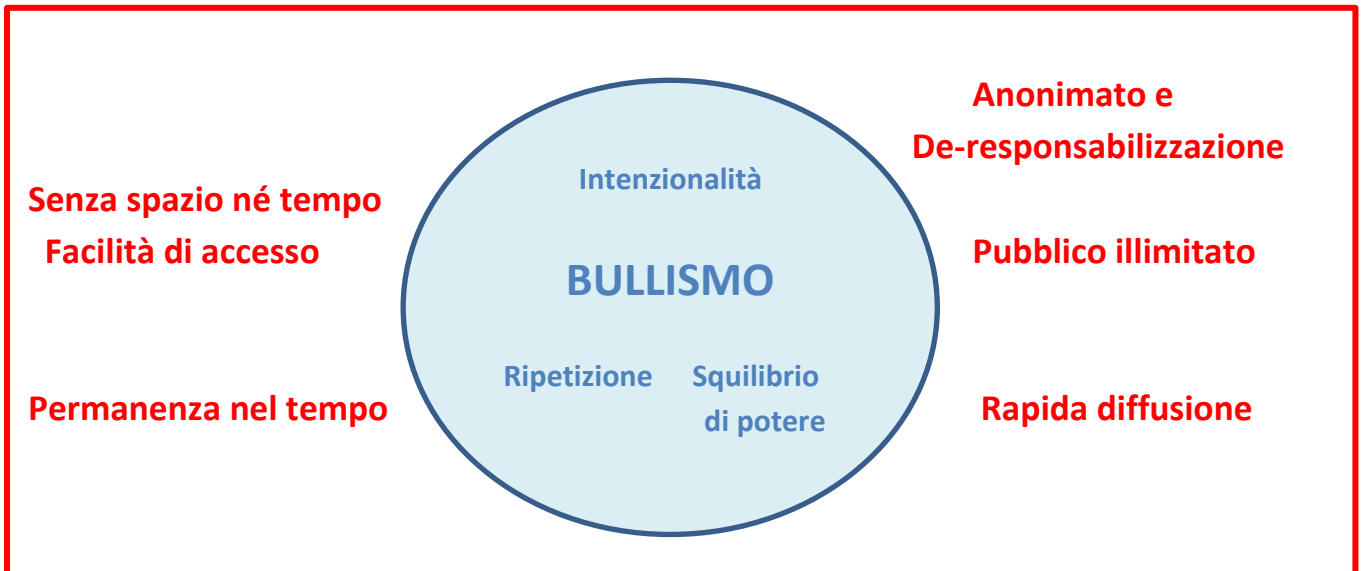 Anonimato e
De-responsabilizzazione
Intenzionalità
Senza spazio né tempo
Facilità di accesso
Pubblico illimitato
BULLISMO
Ripetizione
Squilibrio
di potere
Permanenza nel tempo
Rapida diffusione